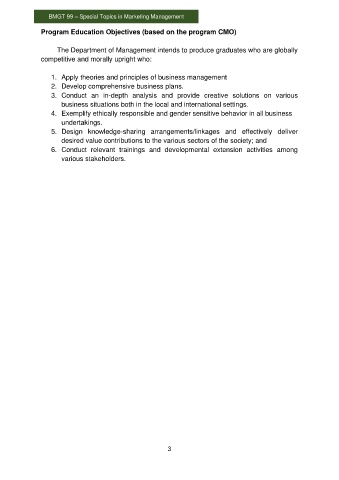 BMGT 99 – Special Topics in Marketing Management
Program Education Objectives (based on the program CMO)
The Department of Management intends to produce graduates who are globally
competitive and morally upright who:
1. Apply theories and principles of business management
2. Develop comprehensive business plans.
3. Conduct an in-depth analysis and provide creative solutions on various
business situations both in the local and international settings.
4. Exemplify ethically responsible and gender sensitive behavior in all business
undertakings.
5. Design knowledge-sharing arrangements/linkages and effectively deliver
desired value contributions to the various sectors of the society; and
6. Conduct relevant trainings and developmental extension activities among
various stakeholders.
3